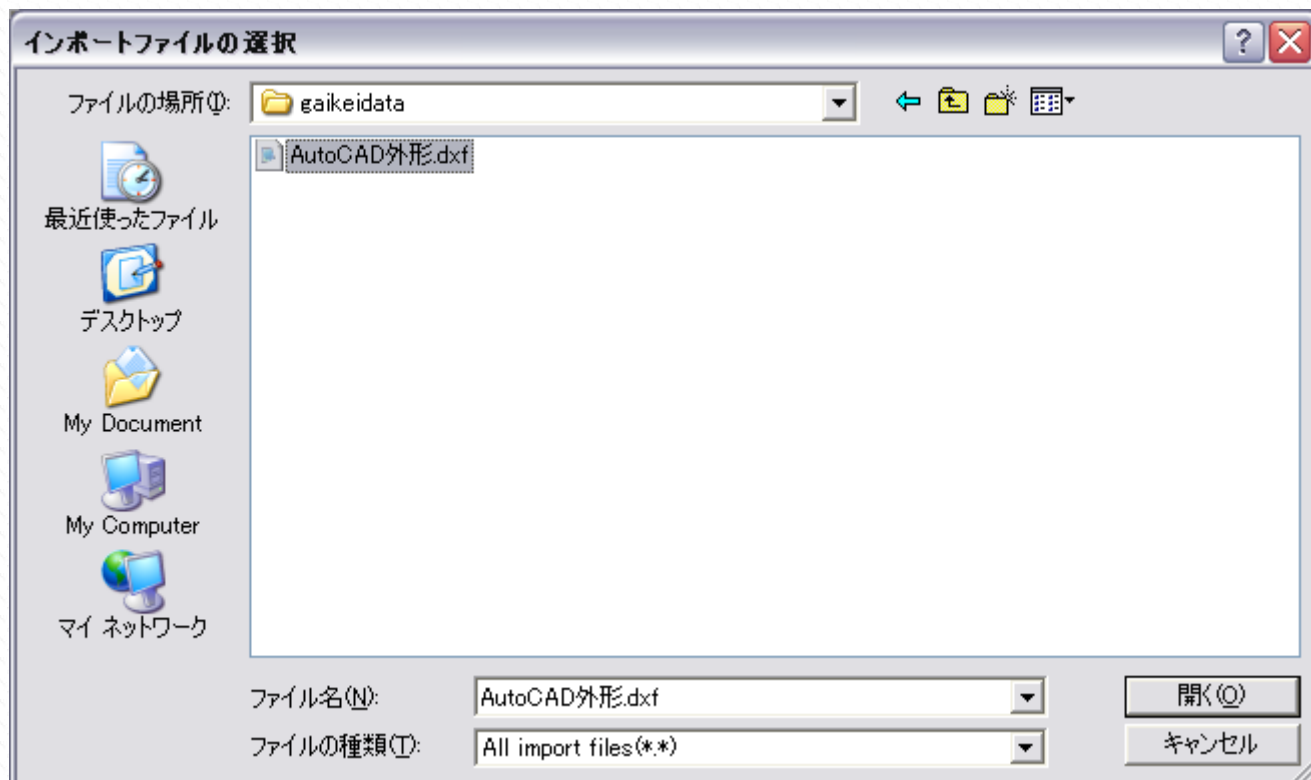 インポートファイルの選択
ファイルの場所(I):
gaikeidata
AutoCAD外形.dxf
最近使ったファイル
デスクトップ
My Document
My Computer
マイ ネットワーク
ファイル名(N):
AutoCAD外形.dxf
開く(O)
ファイルの種類(T):
All import files(*.*)
キャンセル